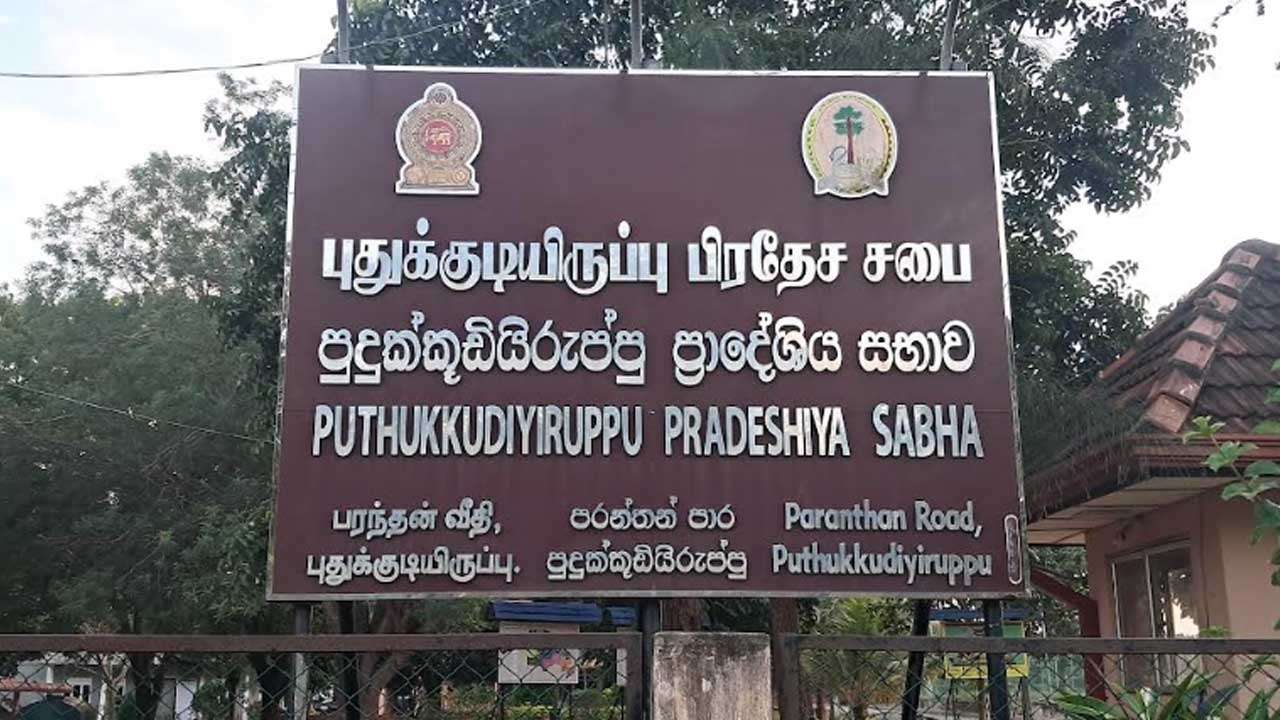 புதுக்குடியிருப்பு பிரதேச சபை
පුදුක්කූඩියිරුප්පු ප්‍රාදේශිය සභාව
PUTHUKKUDIYIRUPPU PRADESHIYA SABHA
பரந்தன் வீதி,
புதுக்குடியிருப்பு.
පරන්තන් පාර
පුදුක්කූඩියිරුප්පු
Paranthan Road,
Puthukkudiyiruppu